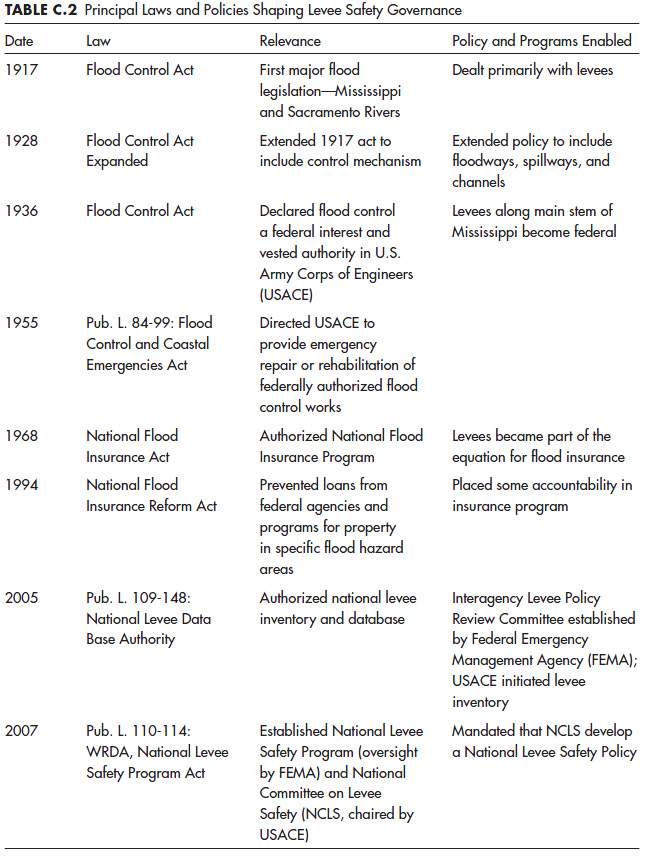 TABLE C.2 Principal Laws and Policies Shaping Levee Safety Governance
Date Law Relevance Policy and Programs Enabled
1917 Flood Control Act First major flood Dealt primarily with levees
legislation—Mississippi
and Sacramento Rivers
1928 Flood Control Act Extended 1917 act to Extended policy to include
Expanded include control mechanism floodways, spillways, and
channels
1936 Flood Control Act Declared flood control Levees along main stem of
a federal interest and Mississippi become federal
vested authority in U.S.
Army Corps of Engineers
(USACE)
1955 Pub. L. 84-99: Flood Directed USACE to
Control and Coastal provide emergency
Emergencies Act repair or rehabilitation of
federally authorized flood
control works
1968 National Flood Authorized National Flood Levees became part of the
Insurance Act Insurance Program equation for flood insurance
1994 National Flood Prevented loans from Placed some accountability in
Insurance Reform Act federal agencies and insurance program
programs for property
in specific flood hazard
areas
2005 Pub. L. 109-148: Authorized national levee Interagency Levee Policy
National Levee Data inventory and database Review Committee established
Base Authority by Federal Emergency
Management Agency (FEMA);
USACE initiated levee
inventory
2007 Pub. L. 110-114: Established National Levee Mandated that NCLS develop
WRDA, National Levee Safety Program (oversight a National Levee Safety Policy
Safety Program Act by FEMA) and National
Committee on Levee
Safety (NCLS, chaired by
USACE)